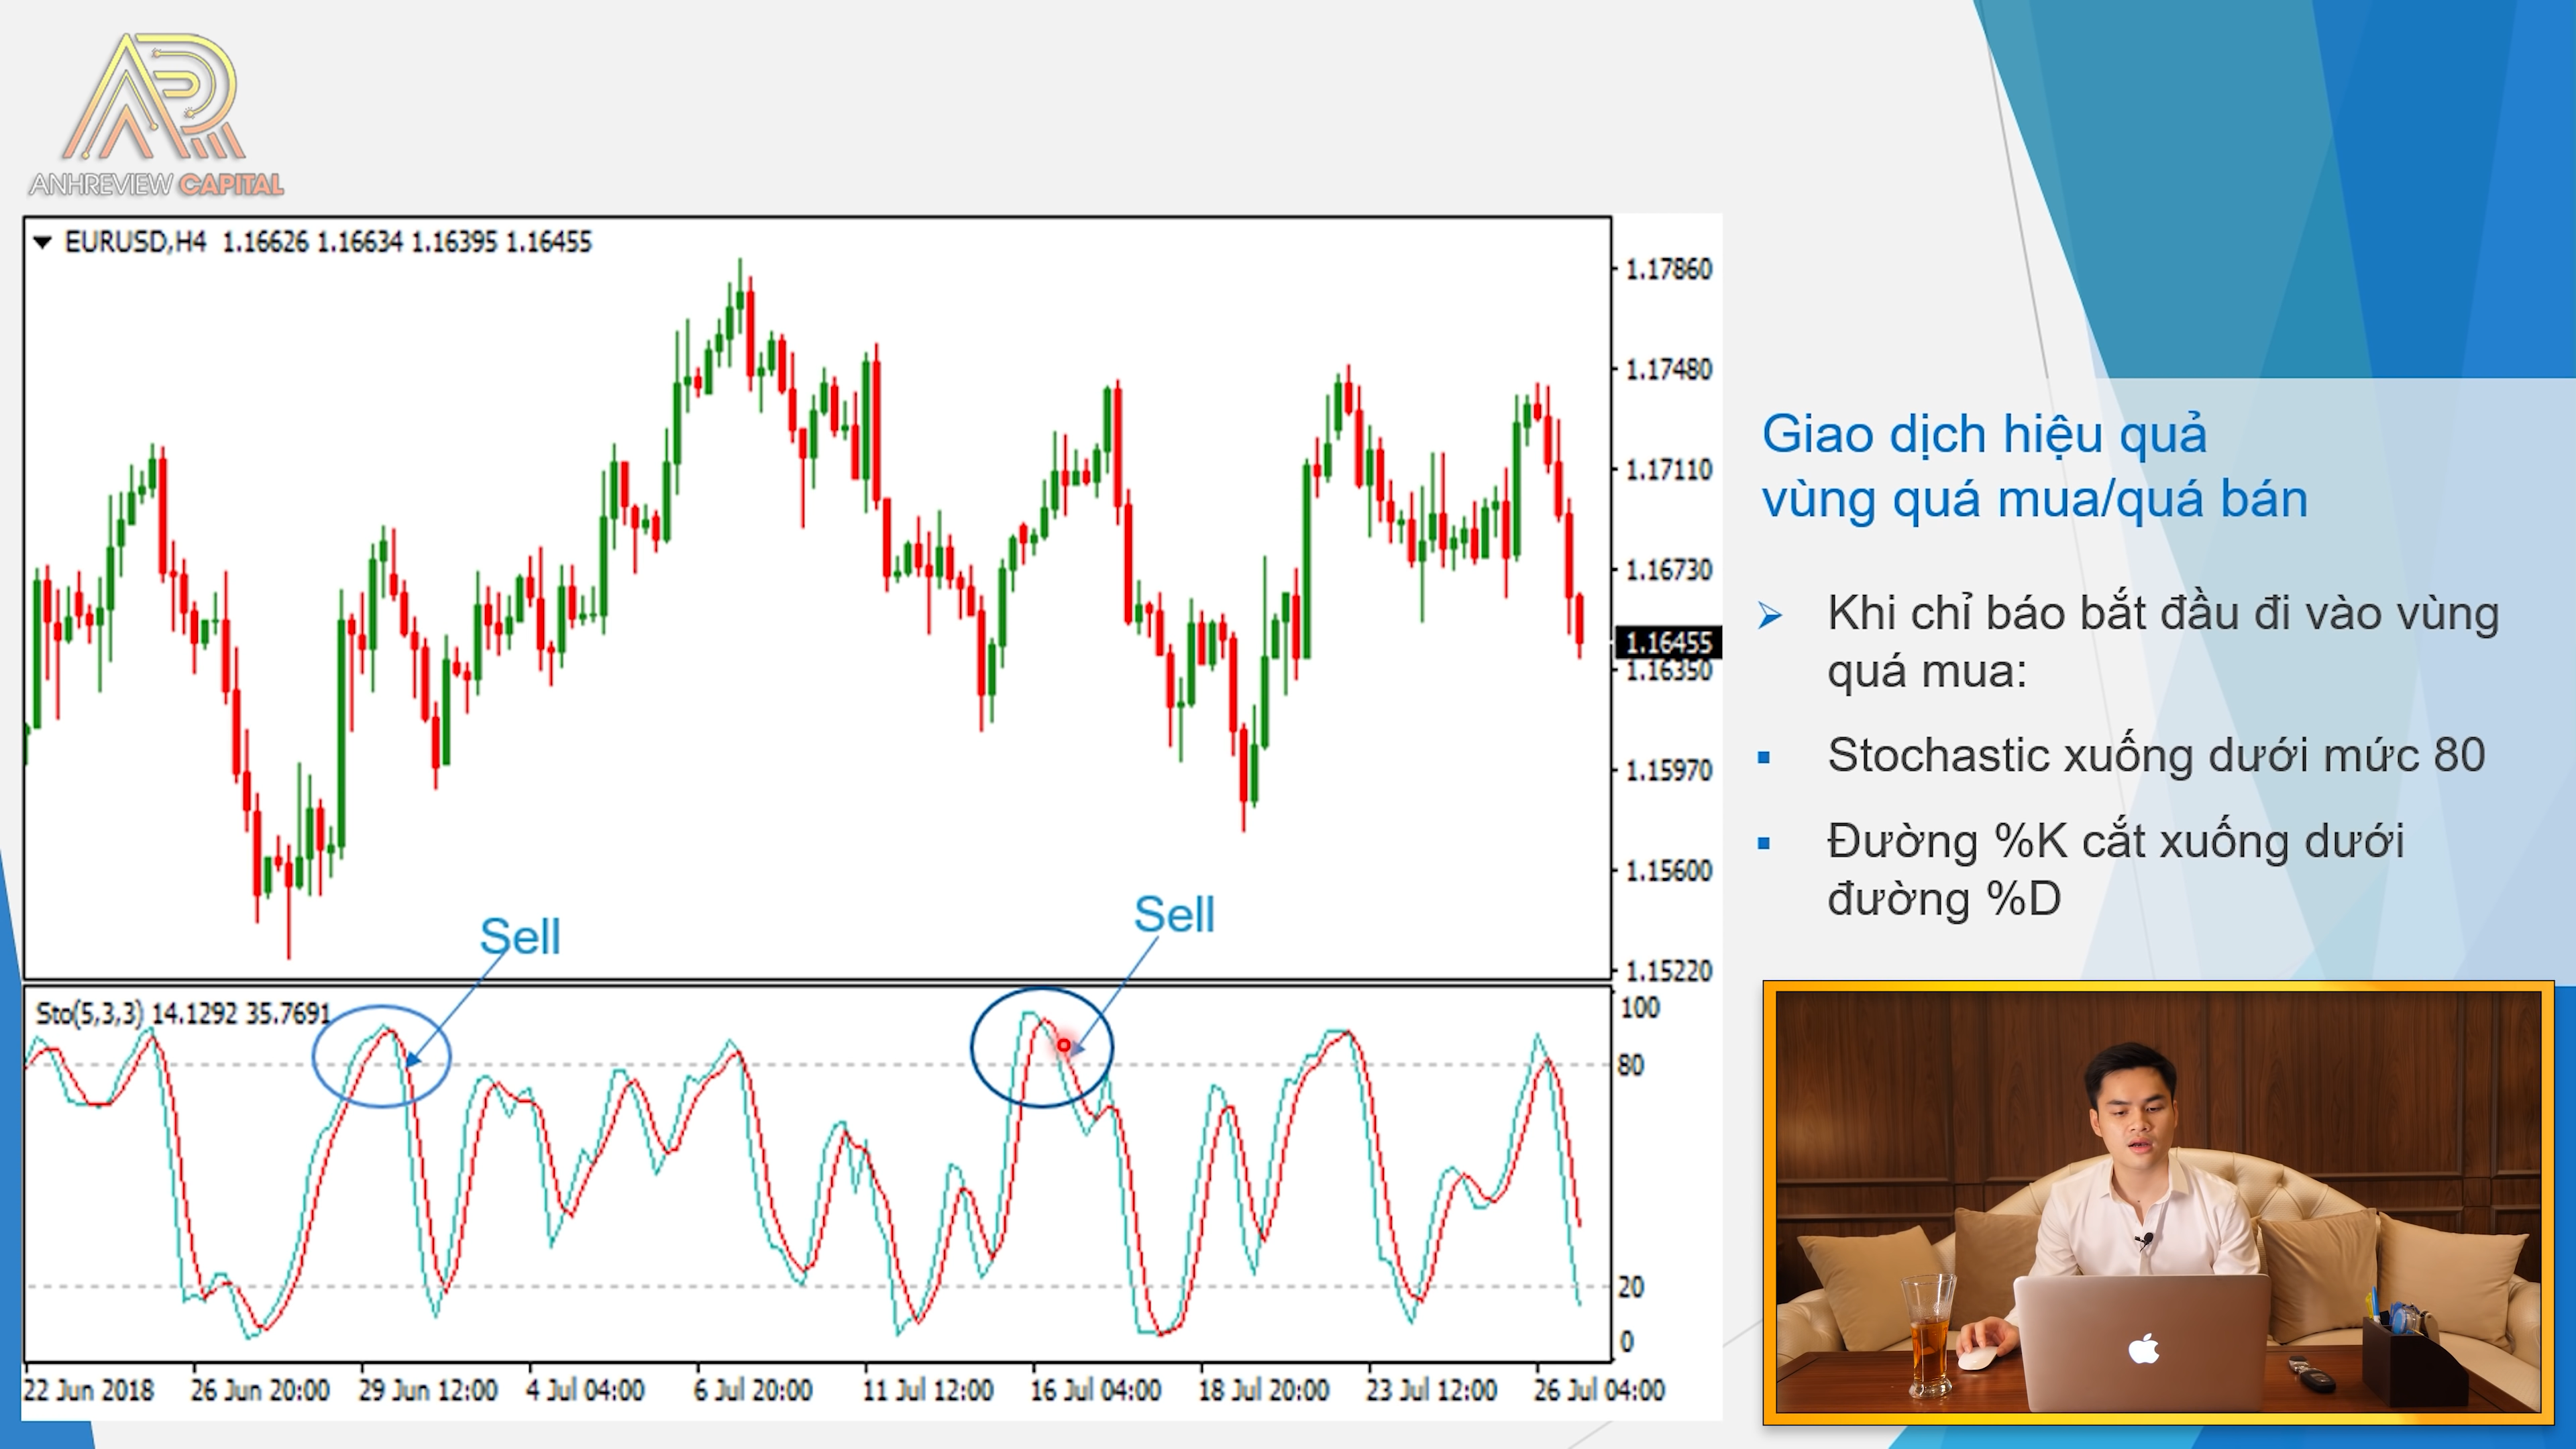 ANHREVIEW CAPITAL
EURUSD,H4 1.16626 1.16634 1.16395 1.16455
1.17860
1.17480
1.17110
1.16730
1.16455
1.16350
1.15970
1.15600
1.15220
Sell
Sell
Sto(5,3,3) 14.1292 35.7691
100
80
20
0
22 Jun 2018 26 Jun 20:00 29 Jun 12:00 4 Jul 04:00 6 Jul 20:00 11 Jul 12:00 16 Jul 04:00 18 Jul 20:00 23 Jul 12:00 26 Jul 04:00
Giao dịch hiệu quả
vùng quá mua/quá bán
Khi chỉ báo bắt đầu đi vào vùng
quá mua:
Stochastic xuống dưới mức 80
Đường %K cắt xuống dưới
đường %D